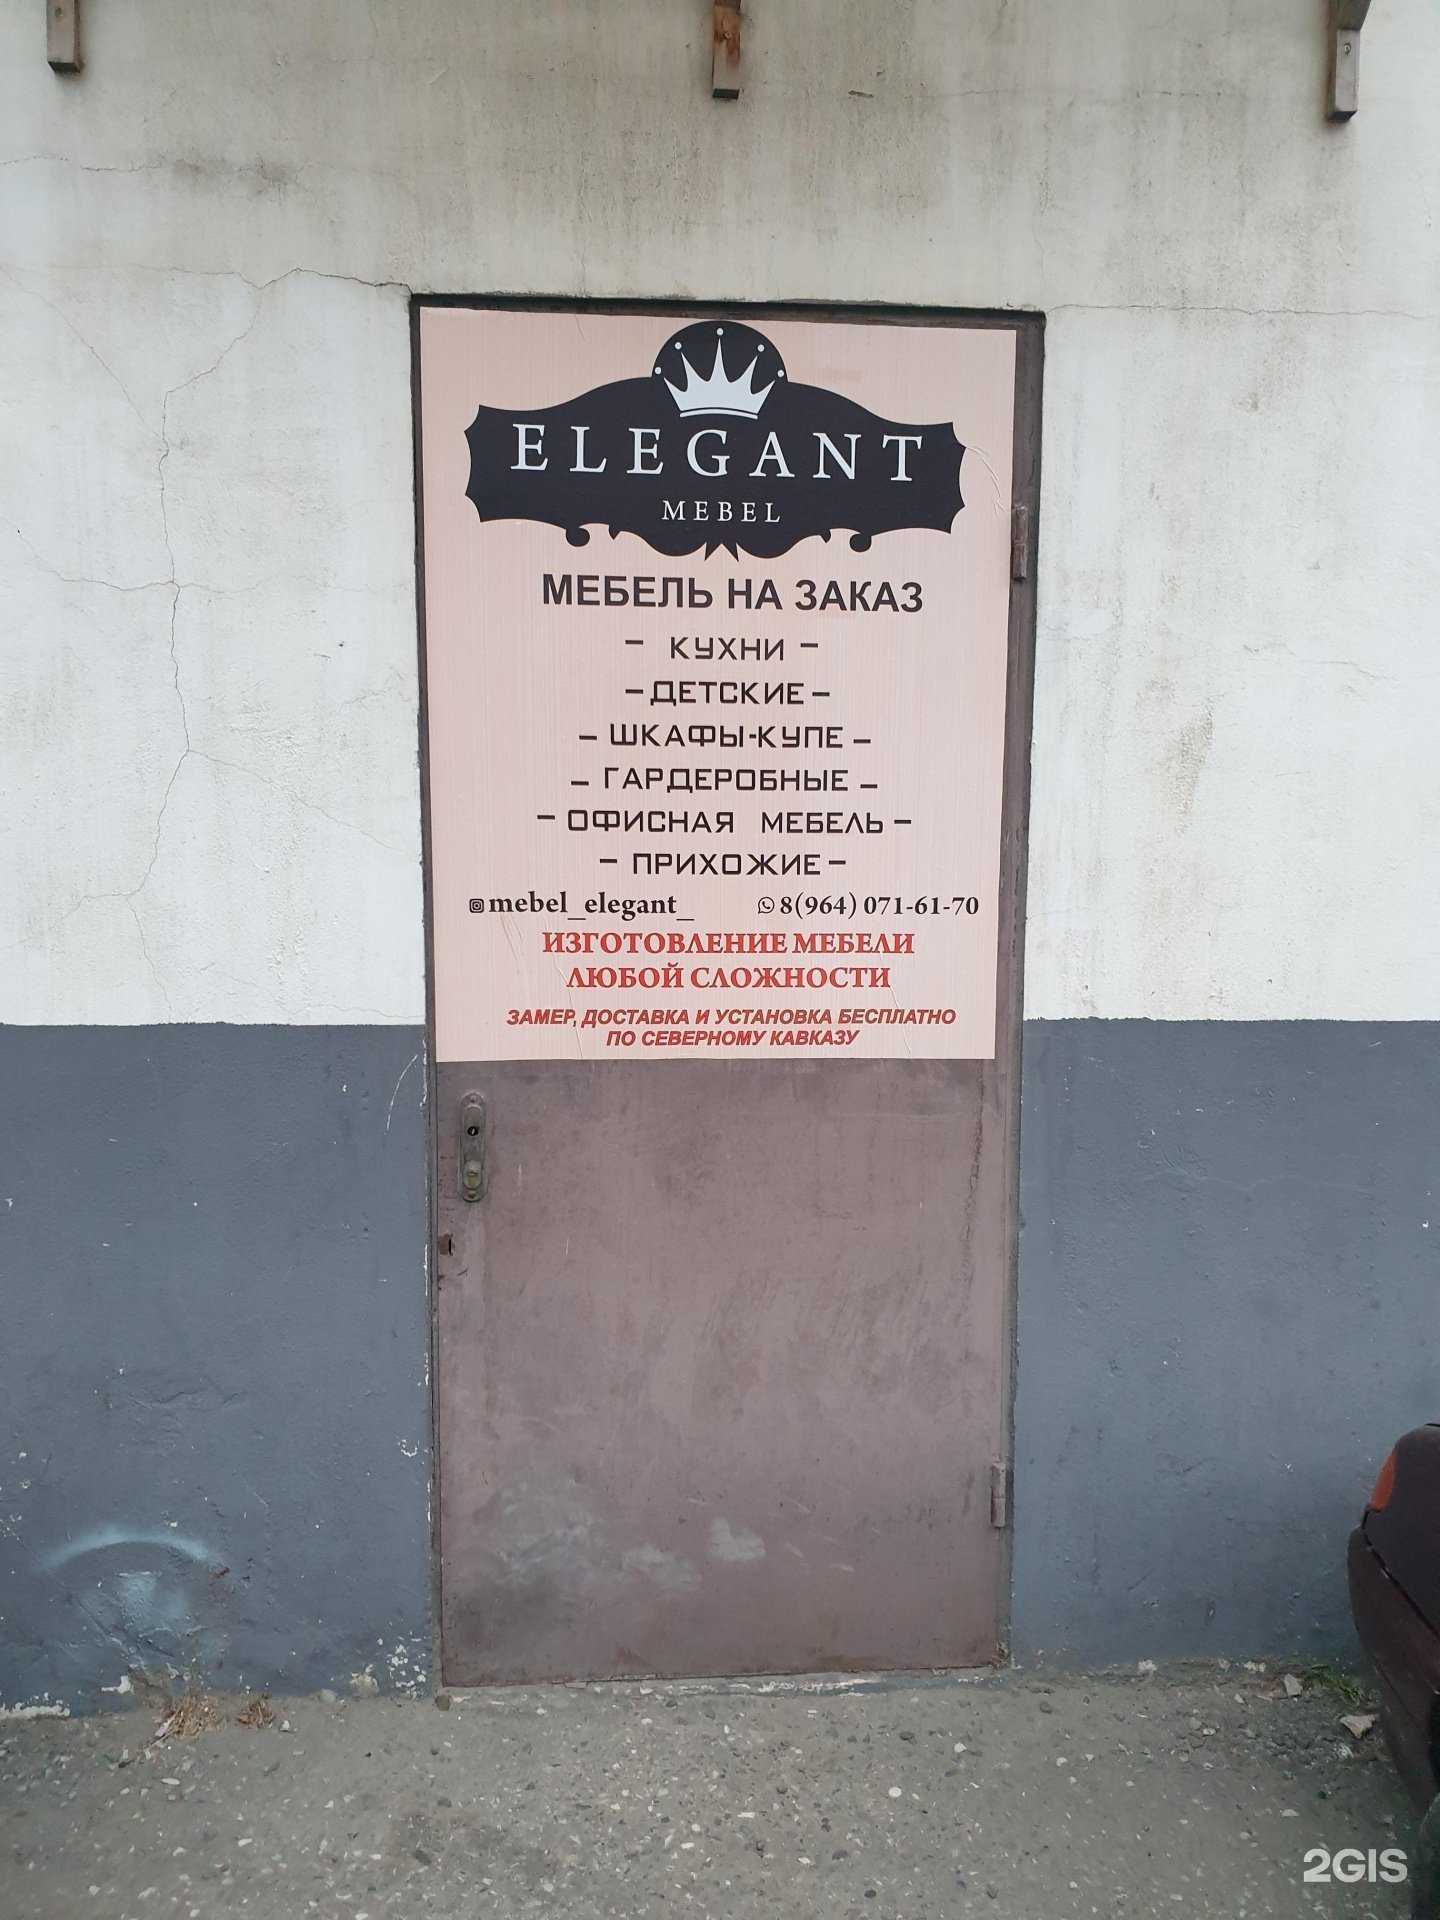 ELEGANT
MEBEL
МЕБЕЛЬ НА ЗАКАЗ
- КУХНИ -
- ДЕТСКИЕ -
- ШКАФЫ-КУПЕ -
- ГАРДЕРОБНЫЕ -
- ОФИСНАЯ МЕБЕЛЬ -
- ПРИХОЖИЕ -
mebel_elegant_ 8(964) 071-61-70
ИЗГОТОВЛЕНИЕ МЕБЕЛИ
ЛЮБОЙ СЛОЖНОСТИ
ЗАМЕР, ДОСТАВКА И УСТАНОВКА БЕСПЛАТНО
ПО СЕВЕРНОМУ КАВКАЗУ
2GIS